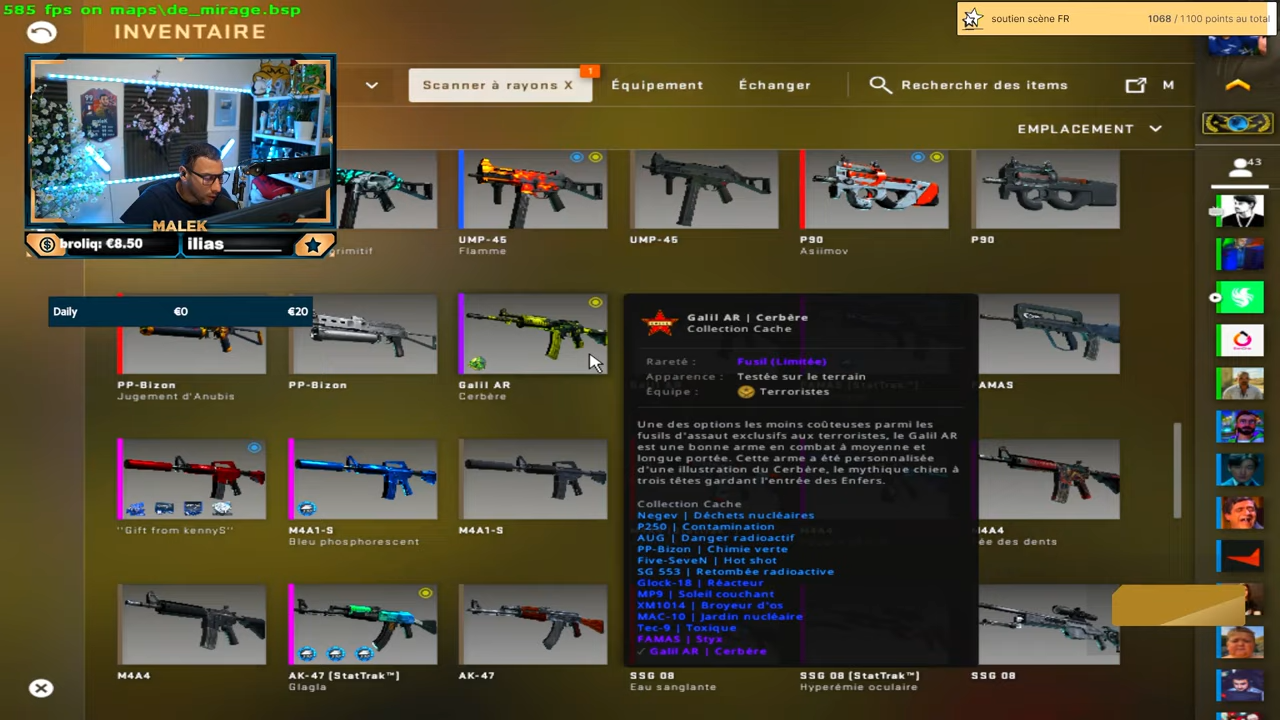 585 fps on maps\de_mirage.bsp
INVENTAIRE
soutien scène FR
1068 / 1100 points au total
Scanner à rayons X
1
Équipement
Échanger
Rechercher des items
M
EMPLACEMENT
43
99
MALEK
broliq: €8.50
ilias
Daily €0 €20
rimitif
UMP-45
Flamme
UMP-45
P90
Asiimov
P90
PP-Bizon
Jugement d'Anubis
PP-Bizon
Galil AR
Cerbère
FAMAS
Galil AR | Cerbère
Collection Cache
Rareté : Fusil (Limitée)
Apparence : Testée sur le terrain
Équipe : Terroristes
Une des options les moins coûteuses parmi les
fusils d'assaut exclusifs aux terroristes, le Galil AR
est une bonne arme en combat à moyenne et
longue portée. Cette arme a été personnalisée
d'une illustration du Cerbère, le mythique chien à
trois têtes gardant l'entrée des Enfers.
Collection Cache
Negev | Déchets nucléaires
P250 | Contamination
AUG | Danger radioactif
PP-Bizon | Chimie verte
Five-SeveN | Hot shot
SG 553 | Retombée radioactive
Glock-18 | Réacteur
MP9 | Soleil couchant
XM1014 | Broyeur d'os
MAC-10 | Jardin nucléaire
Tec-9 | Toxique
FAMAS | Styx
✓ Galil AR | Cerbère
''Gift from kennyS''
M4A1-S
Bleu phosphorescent
M4A1-S
M4A4
ée des dents
M4A4
AK-47 (StatTrak™)
Glagla
AK-47
SSG 08
Eau sanglante
SSG 08 (StatTrak™)
Hyperémie oculaire
SSG 08